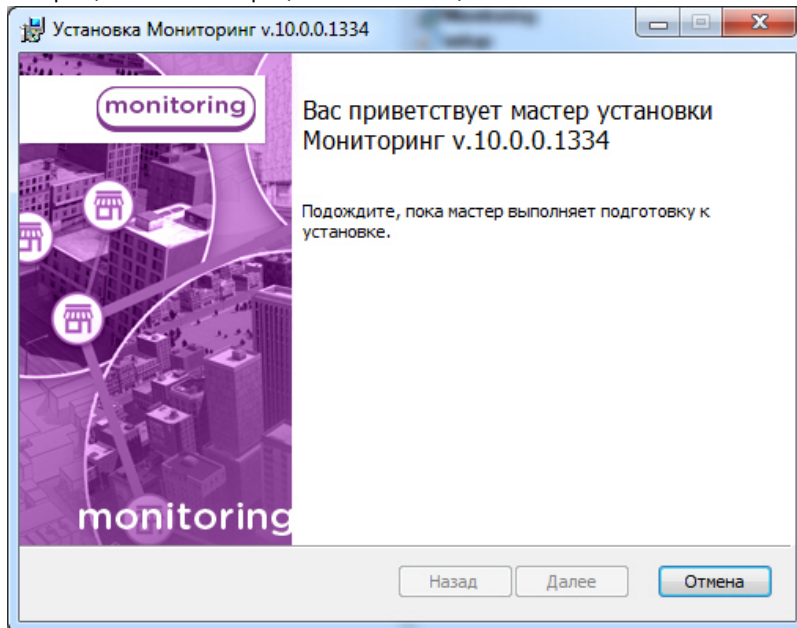 Установка Мониторинг v.10.0.0.1334
monitoring
Вас приветствует мастер установки
Мониторинг v.10.0.0.1334
Подождите, пока мастер выполняет подготовку к
установке.
monitoring
Назад
Далее
Отмена